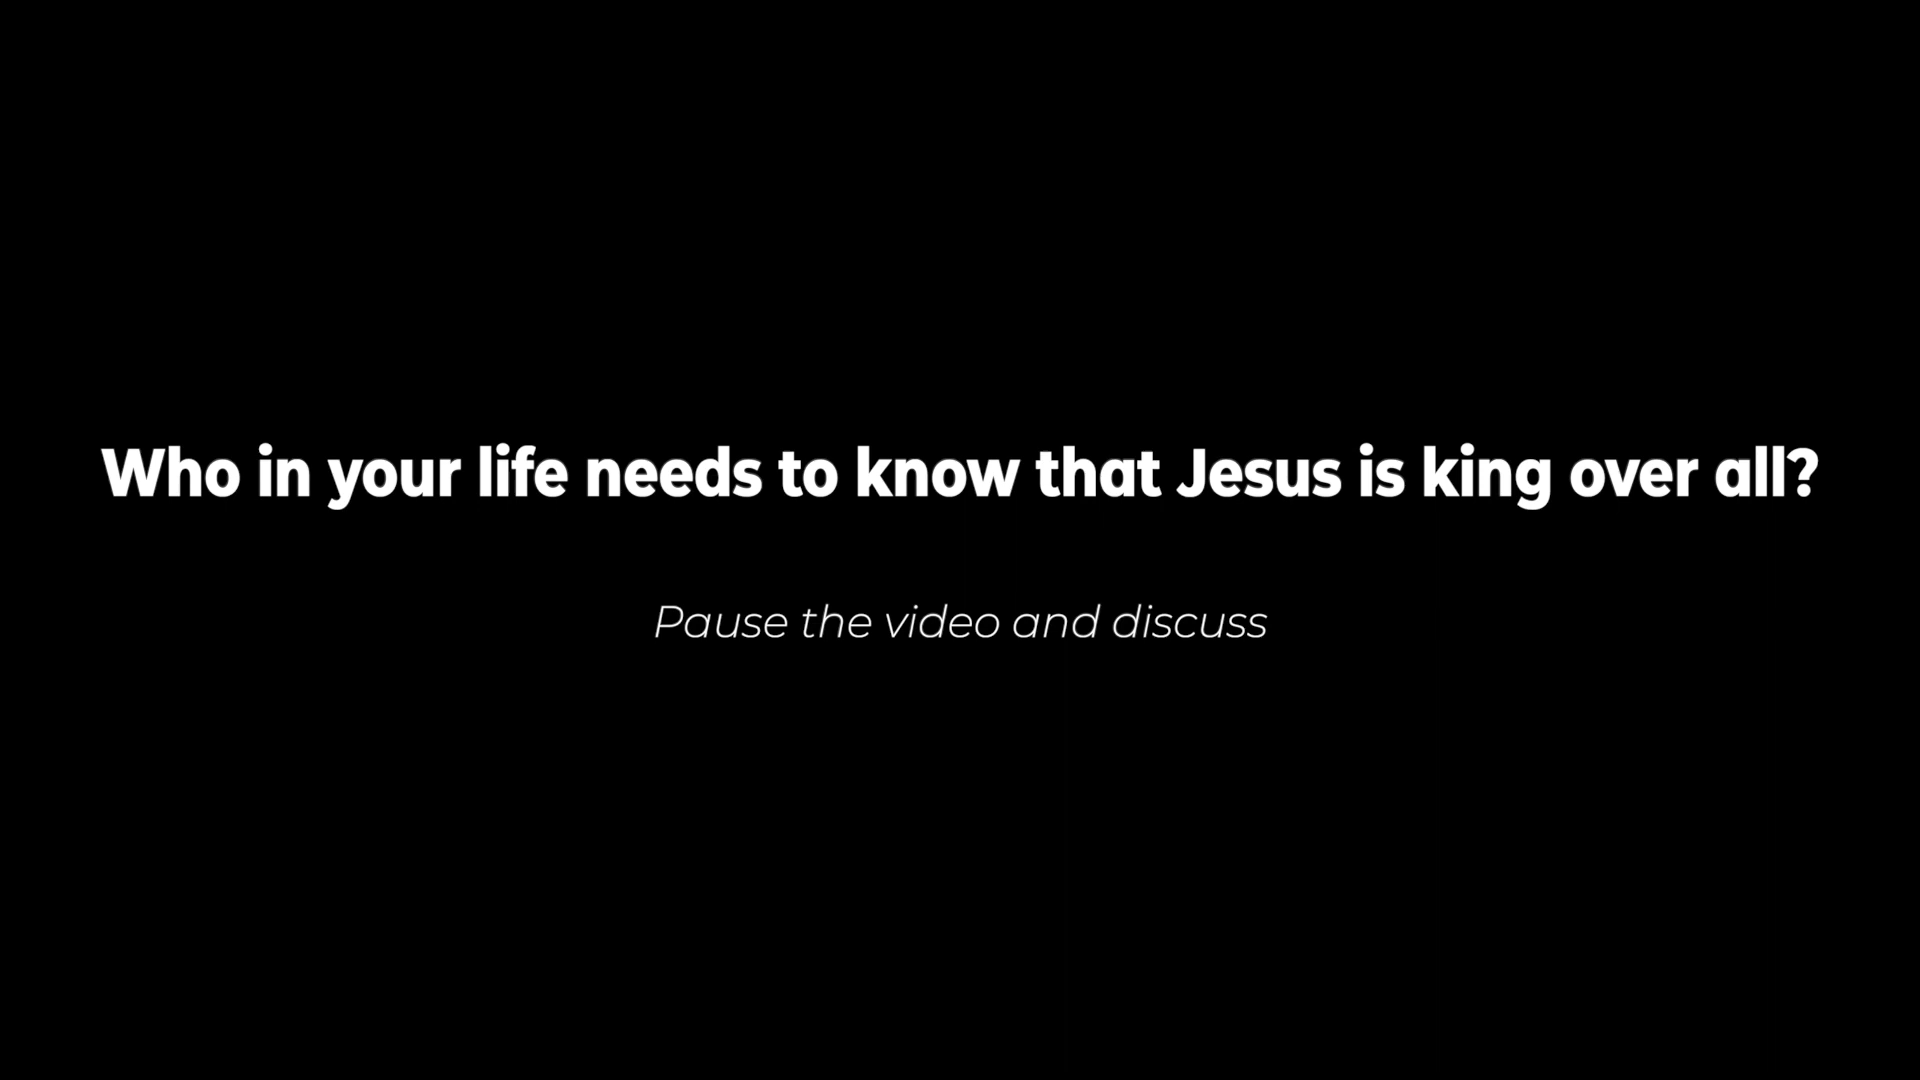 Who in your life needs to know that Jesus is king over all?
Pause the video and discuss